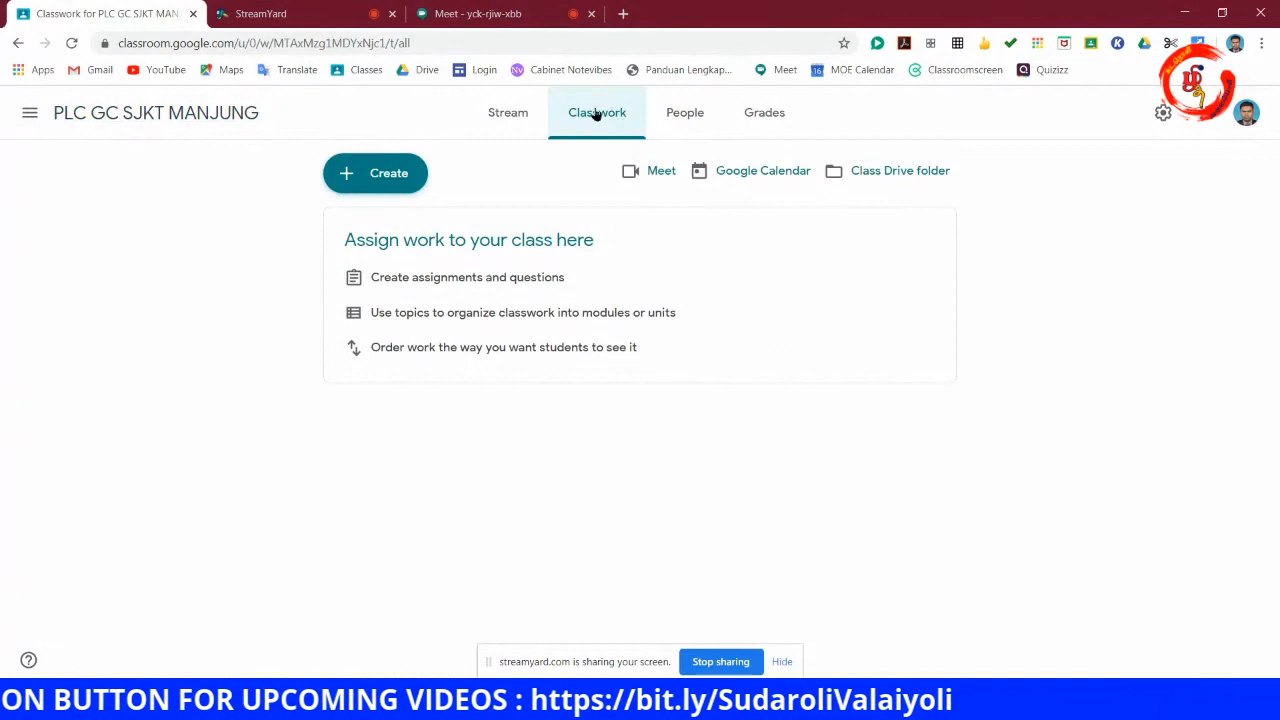 Classwork for PLC GC SJKT MAN
StreamYard
Meet - yck-rjiw-xbb
classroom.google.com/u/0/w/MTAxMzg1MDYxNjc1/t/all
Apps
Gmail
YouTube
Maps
Translate
Classes
Drive
Login
Cabinet Notevibes
Panduan Lengkap...
Meet
MOE Calendar
Classroomscreen
Quizizz
PLC GC SJKT MANJUNG
Stream
Classwork
People
Grades
Create
Meet
Google Calendar
Class Drive folder
Assign work to your class here
Create assignments and questions
Use topics to organize classwork into modules or units
Order work the way you want students to see it
streamyard.com is sharing your screen.
Stop sharing
Hide
ON BUTTON FOR UPCOMING VIDEOS : https://bit.ly/SudaroliValaiyoli